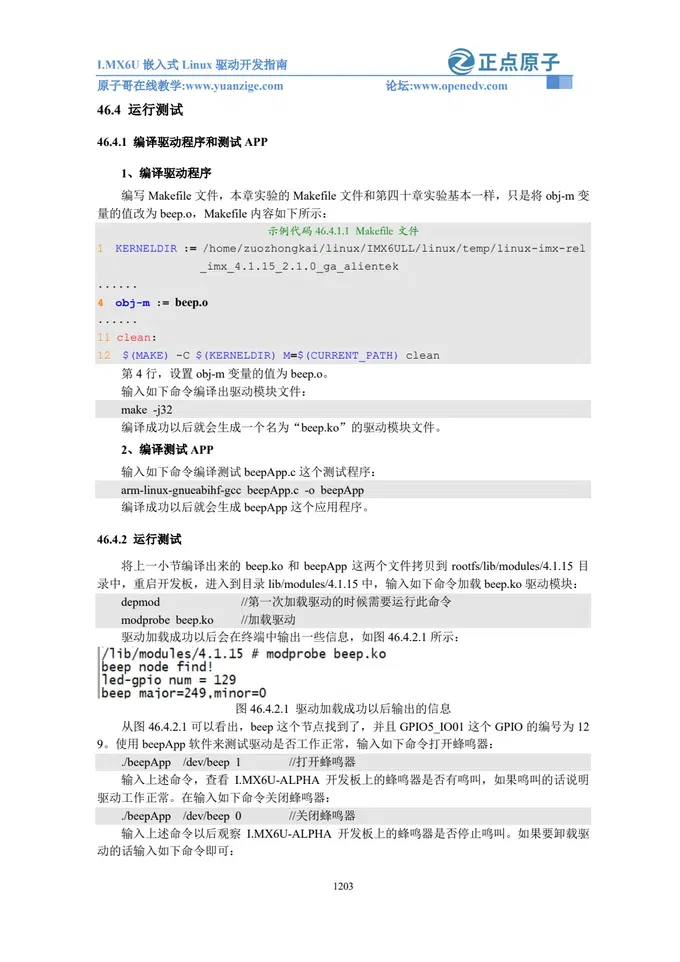 I.MX6U 嵌入式 Linux 驱动开发指南
正点原子
原子哥在线教学:www.yuanzige.com 论坛:www.openedv.com
46.4 运行测试
46.4.1 编译驱动程序和测试 APP
1、编译驱动程序
编写 Makefile 文件，本章实验的 Makefile 文件和第四十章实验基本一样，只是将 obj-m 变
量的值改为 beep.o，Makefile 内容如下所示：
示例代码 46.4.1.1 Makefile 文件
1 KERNELDIR := /home/zuozhongkai/linux/IMX6ULL/linux/temp/linux-imx-rel
_imx_4.1.15_2.1.0_ga_alientek
......
4 obj-m := beep.o
......
11 clean:
12 $(MAKE) -C $(KERNELDIR) M=$(CURRENT_PATH) clean
第 4 行，设置 obj-m 变量的值为 beep.o。
输入如下命令编译出驱动模块文件：
make -j32
编译成功以后就会生成一个名为“beep.ko”的驱动模块文件。
2、编译测试 APP
输入如下命令编译测试 beepApp.c 这个测试程序：
arm-linux-gnueabihf-gcc beepApp.c -o beepApp
编译成功以后就会生成 beepApp 这个应用程序。
46.4.2 运行测试
将上一小节编译出来的 beep.ko 和 beepApp 这两个文件拷贝到 rootfs/lib/modules/4.1.15 目
录中，重启开发板，进入到目录 lib/modules/4.1.15 中，输入如下命令加载 beep.ko 驱动模块：
depmod //第一次加载驱动的时候需要运行此命令
modprobe beep.ko //加载驱动
驱动加载成功以后会在终端中输出一些信息，如图 46.4.2.1 所示：
/lib/modules/4.1.15 # modprobe beep.ko
beep node find!
led-gpio num = 129
beep major=249,minor=0
图 46.4.2.1 驱动加载成功以后输出的信息
从图 46.4.2.1 可以看出，beep 这个节点找到了，并且 GPIO5_IO01 这个 GPIO 的编号为 12
9。使用 beepApp 软件来测试驱动是否工作正常，输入如下命令打开蜂鸣器：
./beepApp /dev/beep 1 //打开蜂鸣器
输入上述命令，查看 I.MX6U-ALPHA 开发板上的蜂鸣器是否有鸣叫，如果鸣叫的话说明
驱动工作正常。在输入如下命令关闭蜂鸣器：
./beepApp /dev/beep 0 //关闭蜂鸣器
输入上述命令以后观察 I.MX6U-ALPHA 开发板上的蜂鸣器是否停止鸣叫。如果要卸载驱
动的话输入如下命令即可：
1203